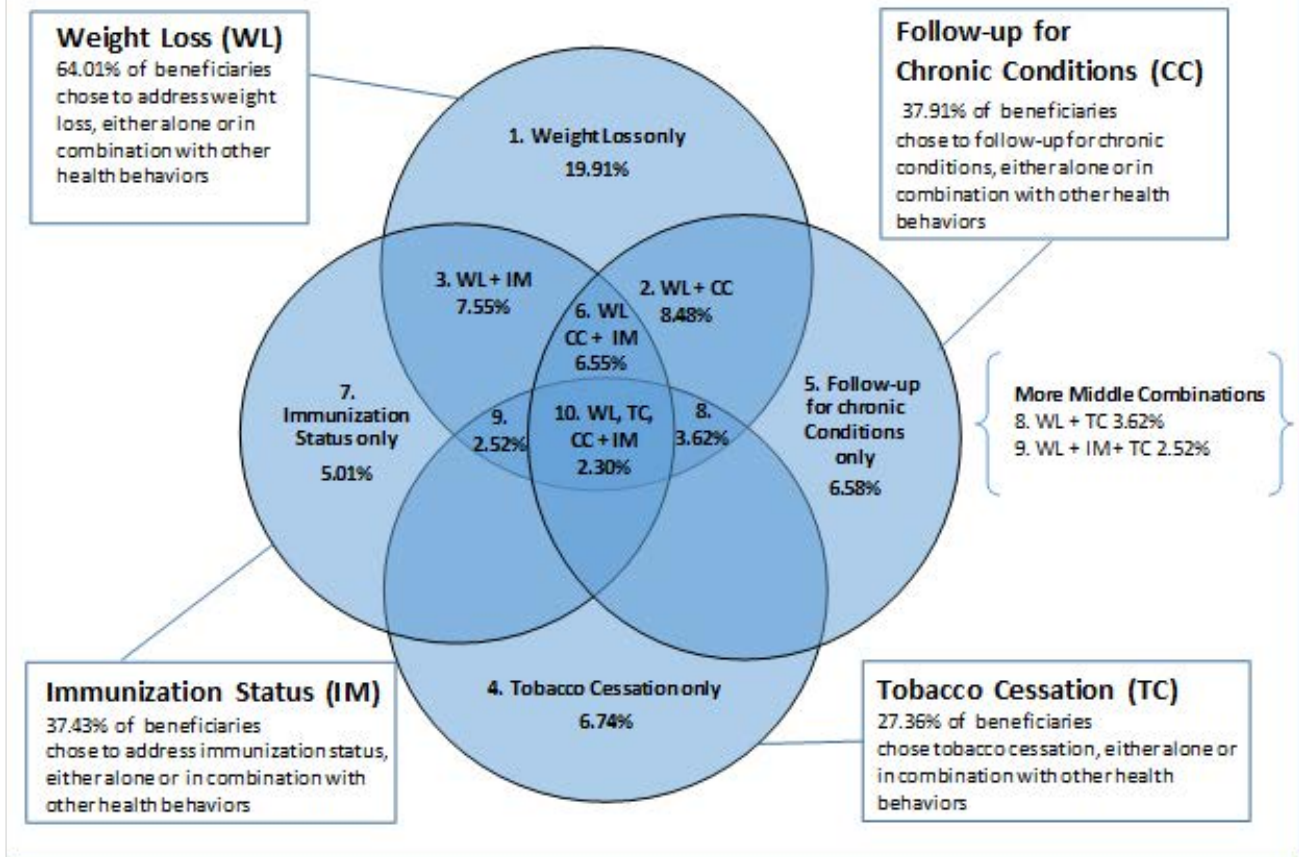 Weight Loss (WL)
64.01% of beneficiaries
chose to address weight
loss, either alone or in
combination with other
health behaviors
Follow-up for
Chronic Conditions (CC)
37.91% of beneficiaries
chose to follow-up for chronic
conditions, either alone or in
combination with other health
behaviors
1. Weight Loss only
19.91%
3. WL + IM
7.55%
2. WL + CC
8.48%
6. WL
CC + IM
6.55%
7.
Immunization
Status only
5.01%
9.
2.52%
10. WL, TC,
CC + IM
2.30%
8.
3.62%
5. Follow-up
for chronic
Conditions
only
6.58%
More Middle Combinations
8. WL + TC 3.62%
9. WL + IM + TC 2.52%
4. Tobacco Cessation only
6.74%
Immunization Status (IM)
37.43% of beneficiaries
chose to address immunization status,
either alone or in combination with
other health behaviors
Tobacco Cessation (TC)
27.36% of beneficiaries
chose tobacco cessation, either alone or
in combination with other health
behaviors